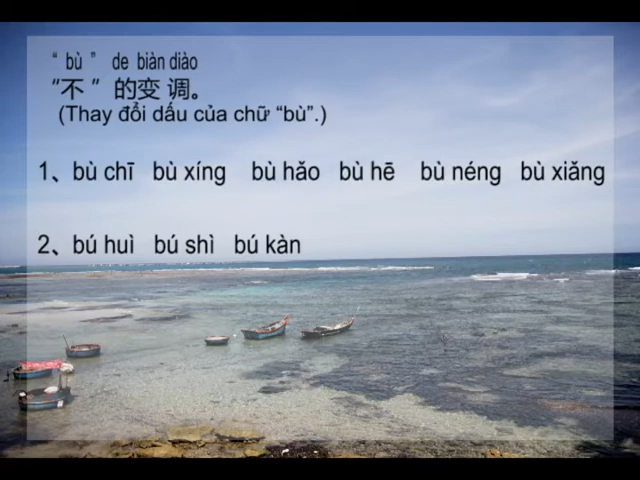 “ bù ” de biàn diào
“不 ”的变 调。
(Thay đổi dấu của chữ “bù”.)
1、bù chī bù xíng bù hǎo bù hē bù néng bù xiǎng
2、bú huì bú shì bú kàn